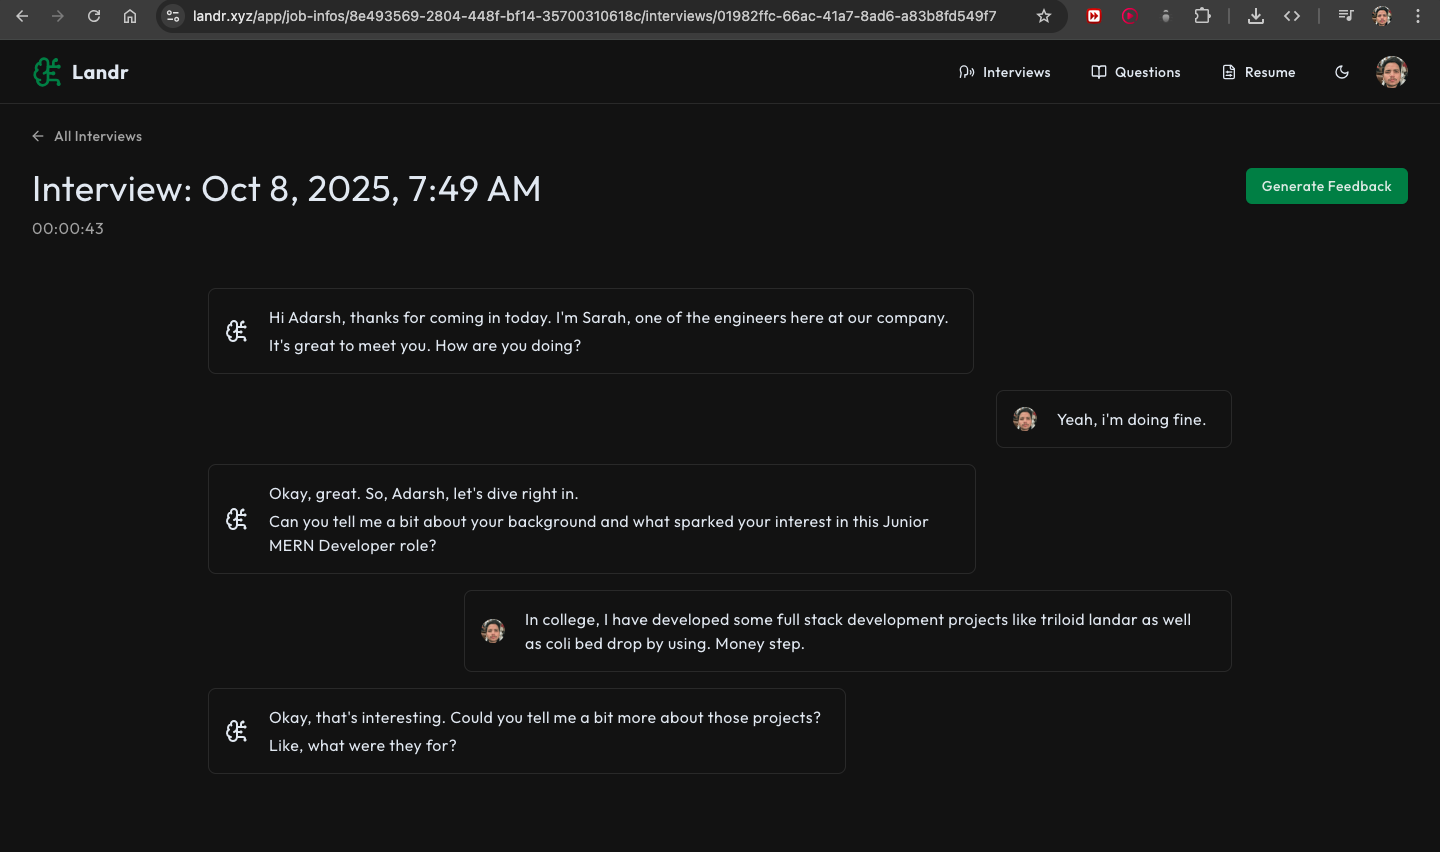 landr.xyz/app/job-infos/8e493569-2804-448f-bf14-35700310618c/interviews/01982ffc-66ac-41a7-8ad6-a83b8fd549f7
Landr
Interviews
Questions
Resume
All Interviews
Interview: Oct 8, 2025, 7:49 AM
Generate Feedback
00:00:43
Hi Adarsh, thanks for coming in today. I'm Sarah, one of the engineers here at our company.
It's great to meet you. How are you doing?
Yeah, i'm doing fine.
Okay, great. So, Adarsh, let's dive right in.
Can you tell me a bit about your background and what sparked your interest in this Junior
MERN Developer role?
In college, I have developed some full stack development projects like triloid landar as well
as coli bed drop by using. Money step.
Okay, that's interesting. Could you tell me a bit more about those projects?
Like, what were they for?